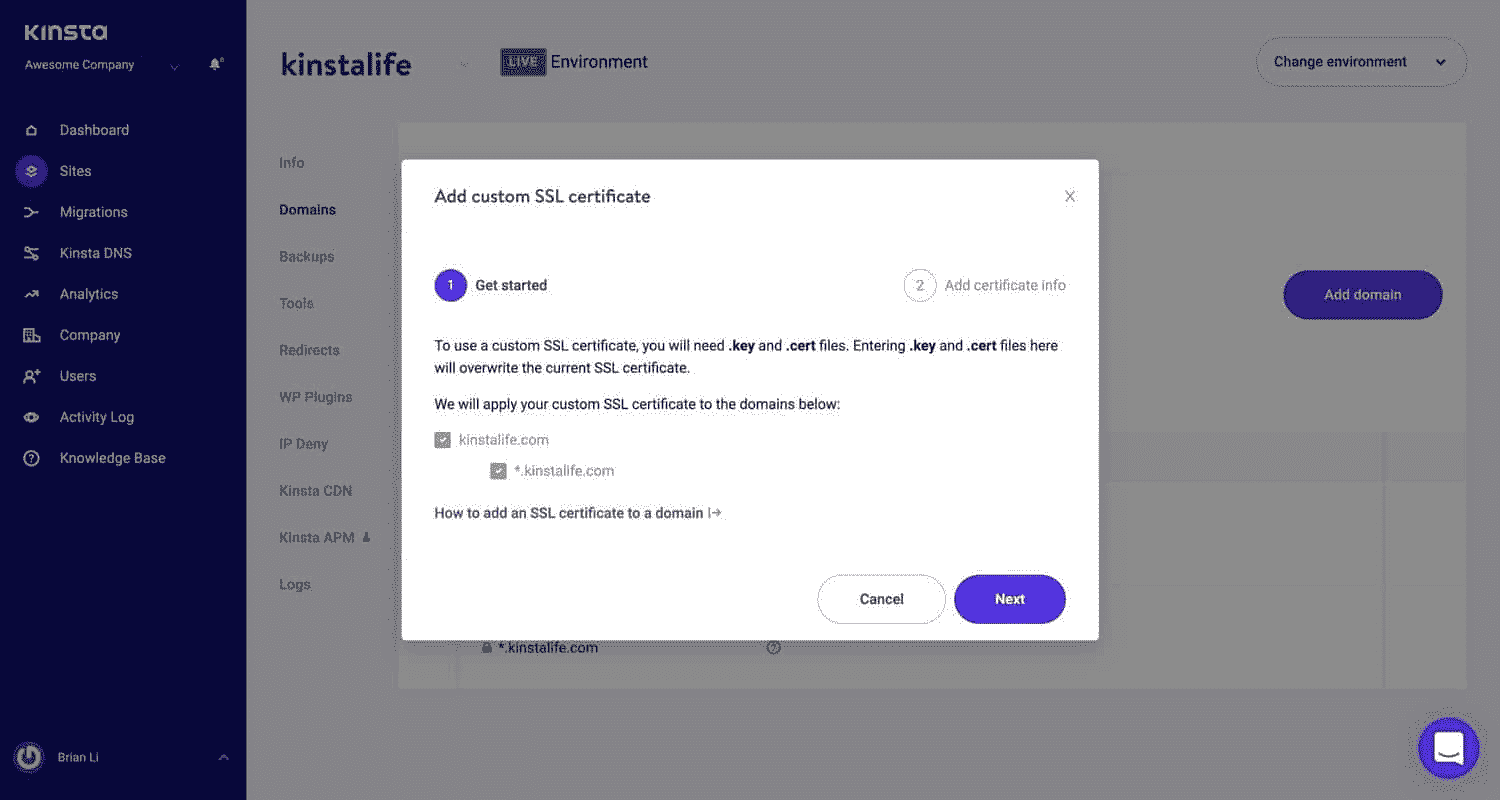 Kinsta
Awesome Company
Dashboard
Sites
Migrations
Kinsta DNS
Analytics
Company
Users
Activity Log
Knowledge Base
Brian Li
kinstalife
LIVE Environment
Change environment
Info
Domains
Backups
Tools
Redirects
WP Plugins
IP Deny
Kinsta CDN
Kinsta APM
Logs
Add domain
Add custom SSL certificate
1 Get started
2 Add certificate info
To use a custom SSL certificate, you will need .key and .cert files. Entering .key and .cert files here
will overwrite the current SSL certificate.
We will apply your custom SSL certificate to the domains below:
kinstalife.com
*.kinstalife.com
How to add an SSL certificate to a domain
Cancel
Next
*.kinstalife.com